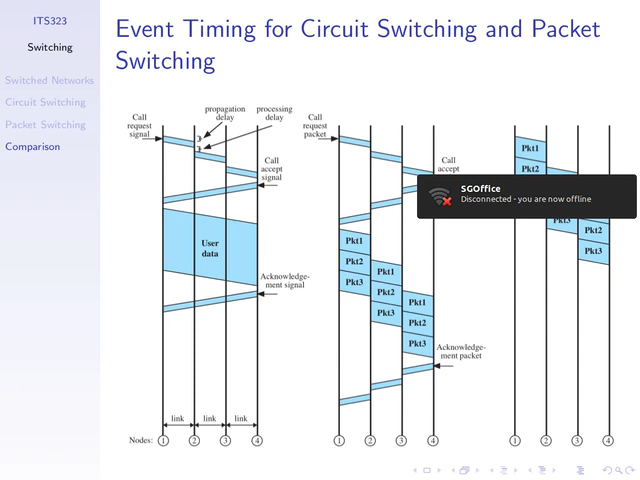 ITS323
Switching
Switched Networks
Circuit Switching
Packet Switching
Comparison
Event Timing for Circuit Switching and Packet
Switching
Call
request
signal
propagation
delay
processing
delay
Call
accept
signal
User
data
Acknowledge-
ment signal
link
link
link
Nodes:
1
2
3
4
Call
request
packet
Call
accept
Pkt1
Pkt2
Pkt3
Pkt1
Pkt2
Pkt3
Pkt1
Pkt2
Pkt3
Acknowledge-
ment packet
1
2
3
4
Pkt1
Pkt2
Pkt3
Pkt2
Pkt3
1
2
3
4
SGOffice
Disconnected - you are now offline